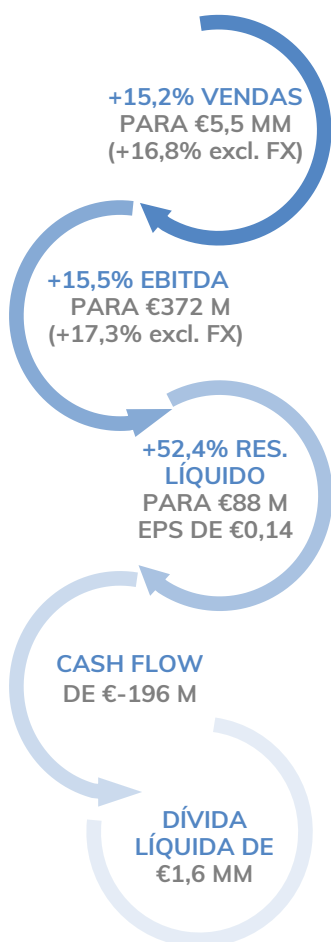 +15,2% VENDAS
PARA €5,5 MM
(+16,8% excl. FX)
+15,5% EBITDA
PARA €372 M
(+17,3% excl. FX)
+52,4% RES.
LÍQUIDO
PARA €88 M
EPS DE €0,14
CASH FLOW
DE €-196 M
DÍVIDA
LÍQUIDA DE
€1,6 MM